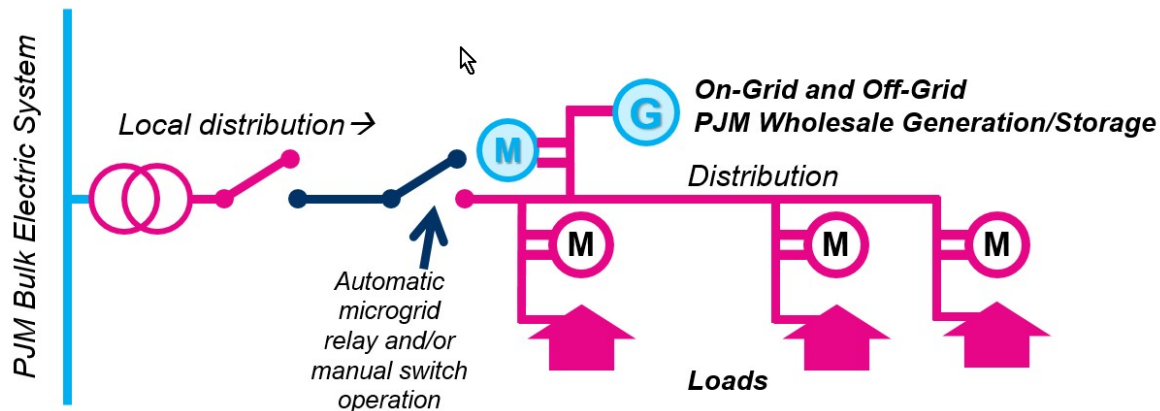 PJM Bulk Electric System
Local distribution →
M
G
On-Grid and Off-Grid
PJM Wholesale Generation/Storage
Distribution
M
M
M
Automatic
microgrid
relay and/or
manual switch
operation
Loads